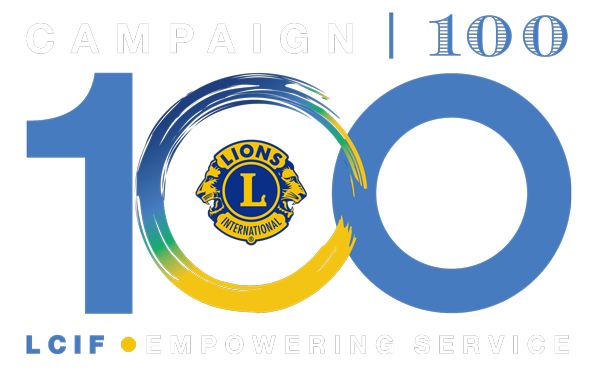 CAMPAIGN | 100
100
LIONS
L
INTERNATIONAL
LCIF • EMPOWERING SERVICE